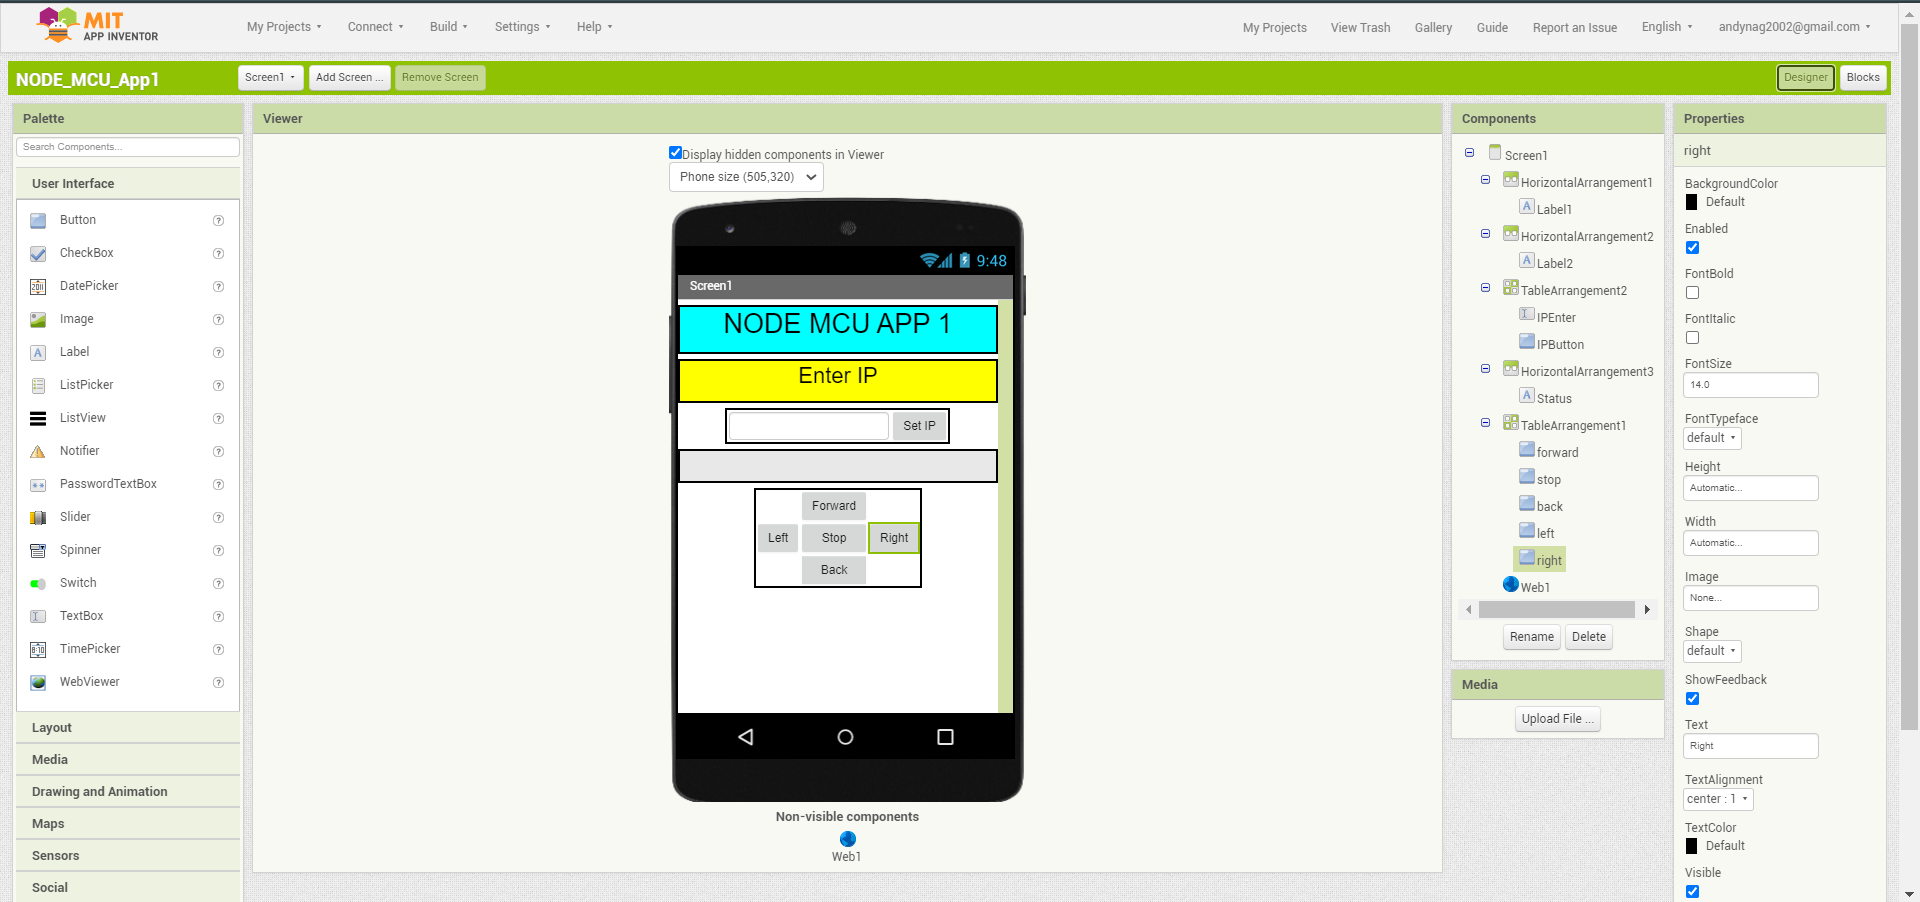 MIT
APP INVENTOR
My Projects
Connect
Build
Settings
Help
My Projects
View Trash
Gallery
Guide
Report an Issue
English
andynag2002@gmail.com
NODE_MCU_App1
Screen1
Add Screen ...
Remove Screen
Designer
Blocks
Palette
Search Components...
User Interface
Button
CheckBox
DatePicker
Image
Label
ListPicker
ListView
Notifier
PasswordTextBox
Slider
Spinner
Switch
TextBox
TimePicker
WebViewer
Layout
Media
Drawing and Animation
Maps
Sensors
Social
Viewer
Display hidden components in Viewer
Phone size (505,320)
9:48
Screen1
NODE MCU APP 1
Enter IP
Set IP
Forward
Left
Stop
Right
Back
Non-visible components
Web1
Components
Screen1
HorizontalArrangement1
Label1
HorizontalArrangement2
Label2
TableArrangement2
IPEnter
IPButton
HorizontalArrangement3
Status
TableArrangement1
forward
stop
back
left
right
Web1
Rename
Delete
Media
Upload File ...
Properties
right
BackgroundColor
Default
Enabled
FontBold
FontItalic
FontSize
14.0
FontTypeface
default
Height
Automatic...
Width
Automatic...
Image
None...
Shape
default
ShowFeedback
Text
Right
TextAlignment
center : 1
TextColor
Default
Visible